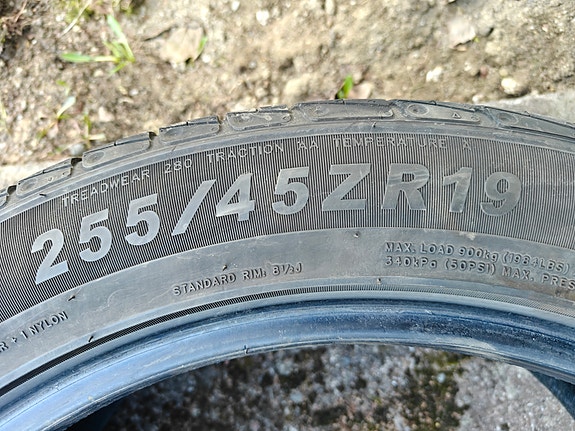 TREADWEAR 280 TRACTION AA TEMPERATURE A
255/45ZR19
MAX. LOAD 900kg (1984LBS)
340kPa (50PSI) MAX. PRES
STANDARD RIM: 8½J
R + 1 NYLON